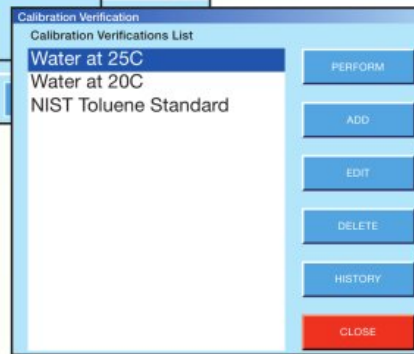 Calibration Verification
Calibration Verifications List
Water at 25C
Water at 20C
NIST Toluene Standard
PERFORM
ADD
EDIT
DELETE
HISTORY
CLOSE